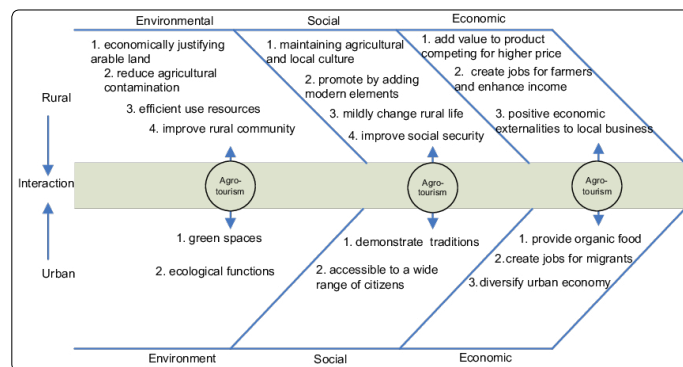 Environmental
Social
Economic
1. economically justifying
arable land
2. reduce agricultural
contamination
3. efficient use resources
4. improve rural community
1. maintaining agricultural
and local culture
2. promote by adding
modern elements
3. mildly change rural life
4. improve social security
1. add value to product
competing for higher price
2. create jobs for farmers
and enhance income
3. positive economic
externalities to local business
Rural
Interaction
Urban
Agro-
tourism
Agro-
tourism
Agro-
tourism
1. green spaces
2. ecological functions
1. demonstrate traditions
2. accessible to a wide
range of citizens
1. provide organic food
2.create jobs for migrants
3.diversify urban economy
Environment
Social
Economic